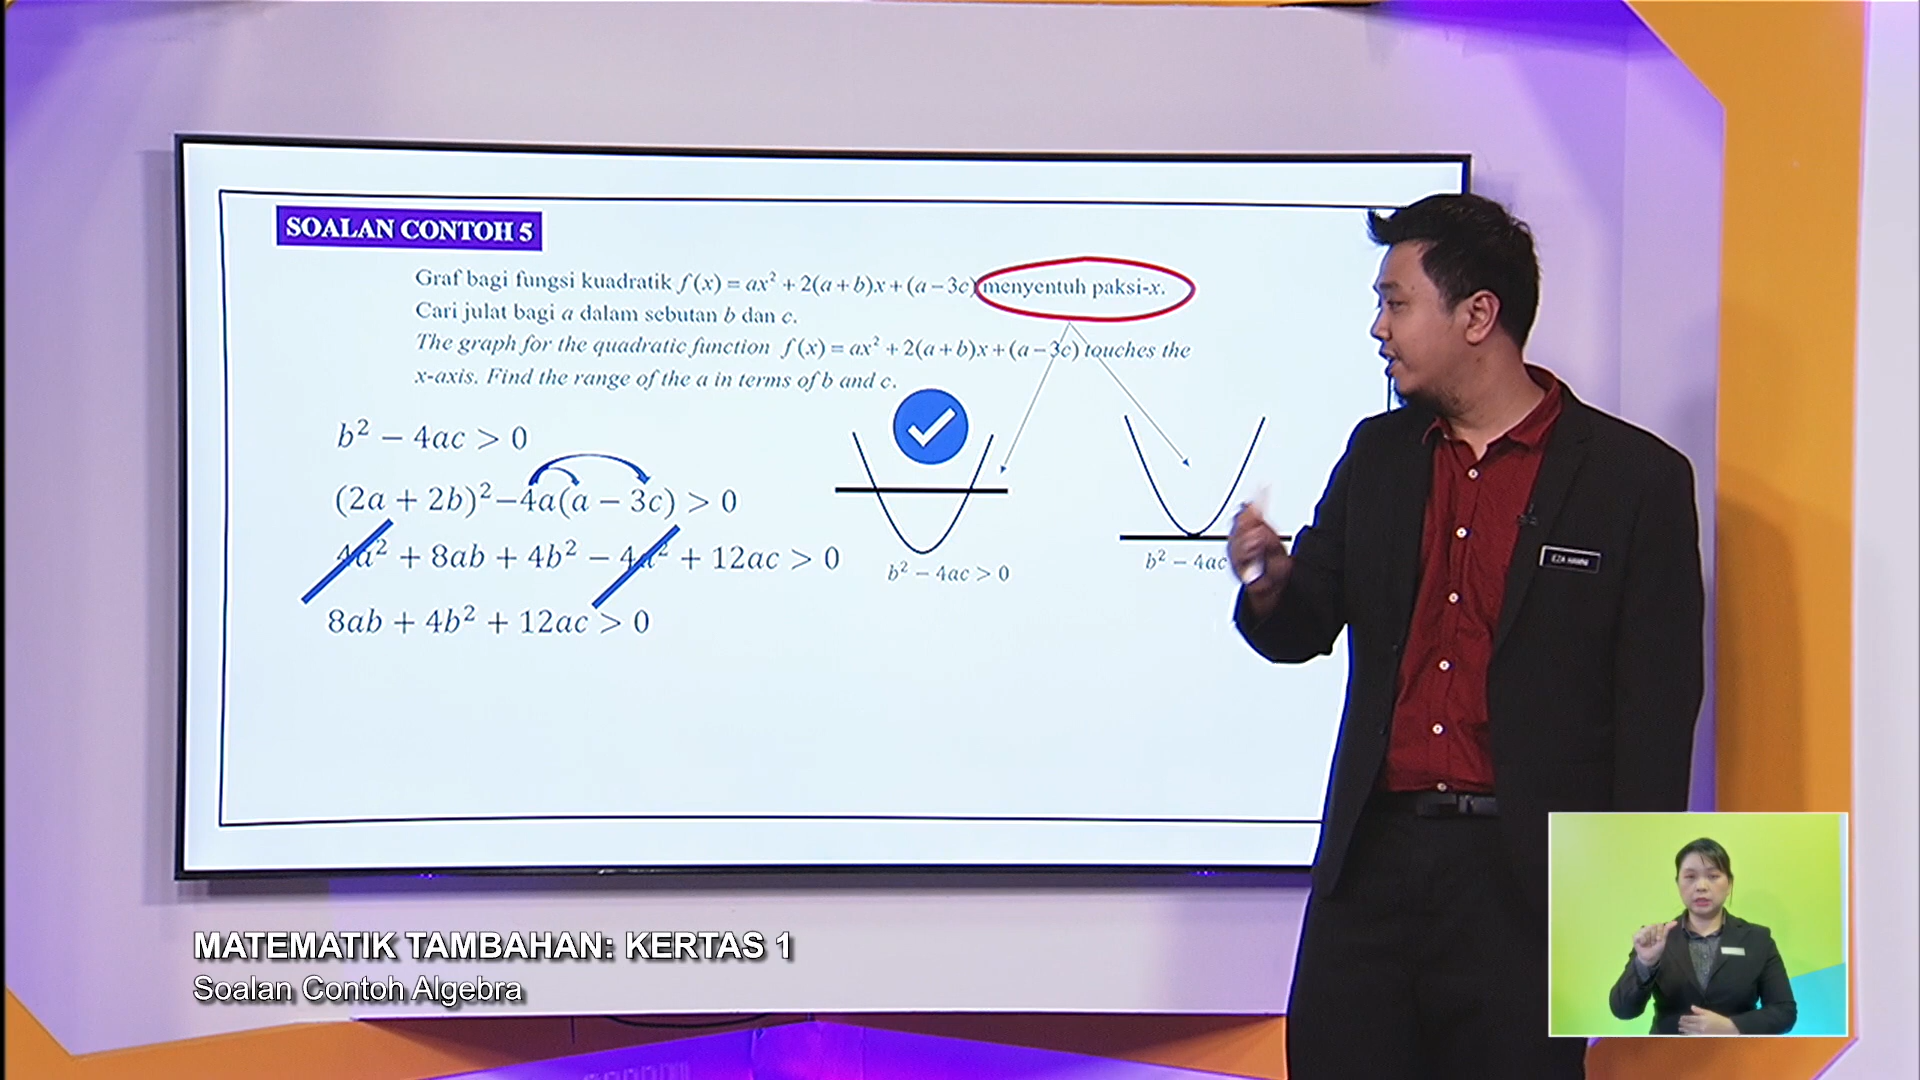 SOALAN CONTOH 5
Graf bagi fungsi kuadratik f(x) = ax² + 2(a + b)x + (a − 3c) menyentuh paksi-x.
Cari julat bagi a dalam sebutan b dan c.
The graph for the quadratic function f(x) = ax² + 2(a + b)x + (a − 3c) touches the
x-axis. Find the range of the a in terms of b and c.
b² − 4ac > 0
(2a + 2b)² − 4a(a − 3c) > 0
4a² + 8ab + 4b² − 4a² + 12ac > 0
8ab + 4b² + 12ac > 0
b² − 4ac > 0
b² − 4ac
EZA HAMNI
MATEMATIK TAMBAHAN: KERTAS 1
Soalan Contoh Algebra